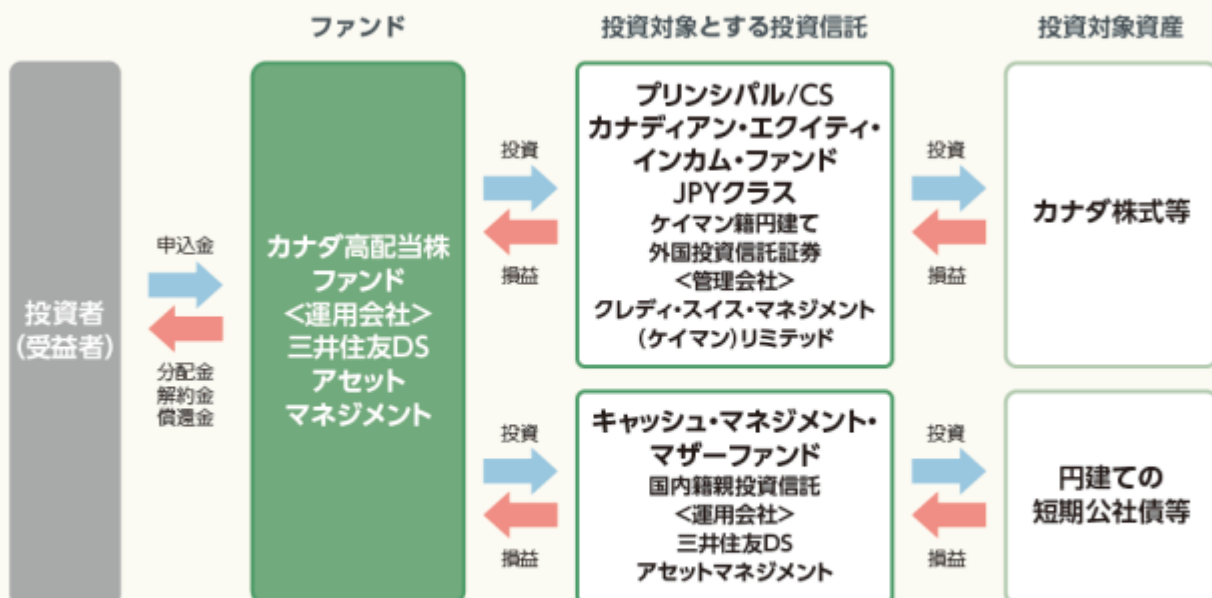 ファンド
投資対象とする投資信託
投資対象資産
投資者
(受益者)
申込金
分配金
解約金
償還金
カナダ高配当株
ファンド
<運用会社>
三井住友DS
アセット
マネジメント
投資
損益
プリンシパル/CS
カナディアン・エクイティ・
インカム・ファンド
JPYクラス
ケイマン籍円建て
外国投資信託証券
<管理会社>
クレディ・スイス・マネジメント
(ケイマン)リミテッド
投資
損益
カナダ株式等
投資
損益
キャッシュ・マネジメント・
マザーファンド
国内籍親投資信託
<運用会社>
三井住友DS
アセットマネジメント
投資
損益
円建ての
短期公社債等